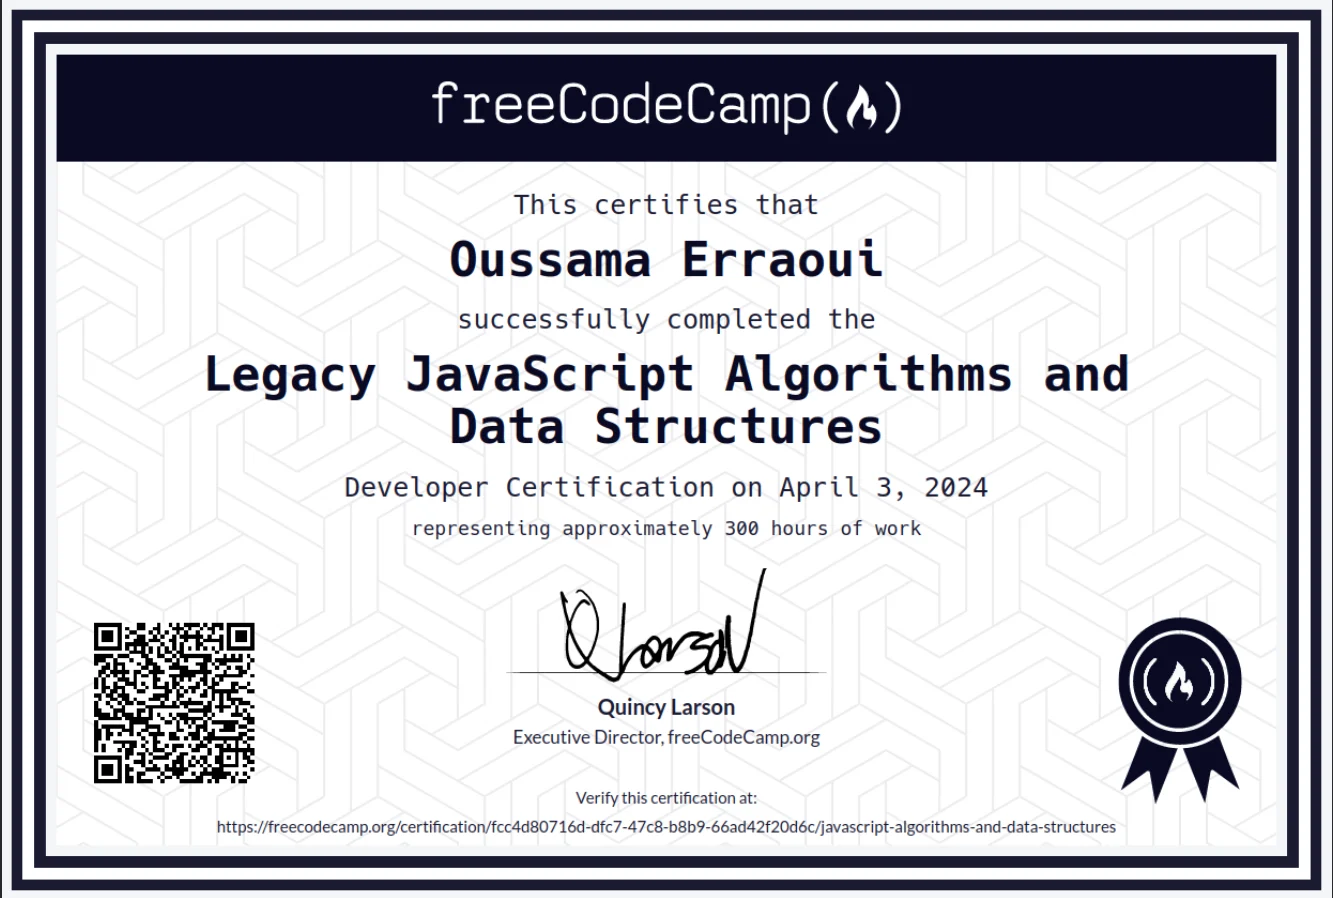 freeCodeCamp(🔥)
This certifies that
Oussama Erraoui
successfully completed the
Legacy JavaScript Algorithms and
Data Structures
Developer Certification on April 3, 2024
representing approximately 300 hours of work
Quincy Larson
Executive Director, freeCodeCamp.org
Verify this certification at:
https://freecodecamp.org/certification/fcc4d80716d-dfc7-47c8-b8b9-66ad42f20d6c/javascript-algorithms-and-data-structures